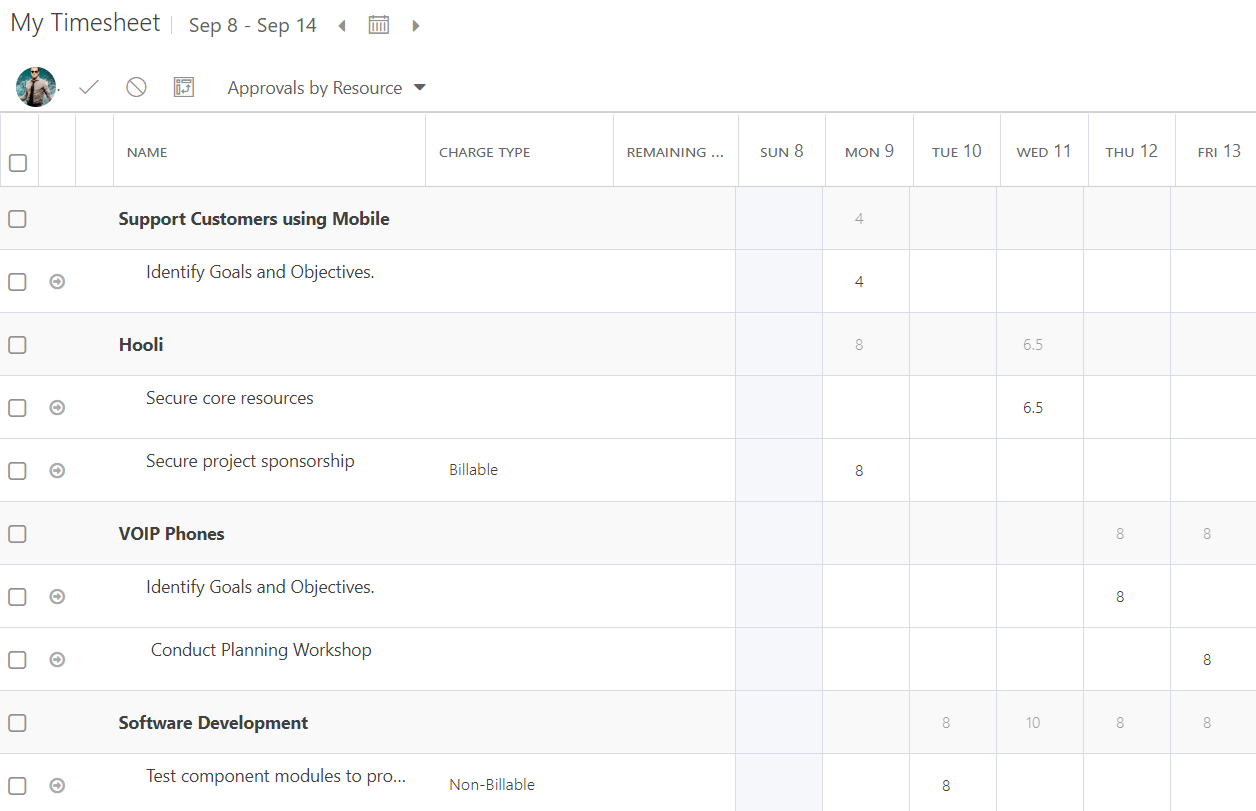 My Timesheet Sep 8 - Sep 14
Approvals by Resource
NAME CHARGE TYPE REMAINING ... SUN 8 MON 9 TUE 10 WED 11 THU 12 FRI 13
Support Customers using Mobile 4
Identify Goals and Objectives. 4
Hooli 8 6.5
Secure core resources 6.5
Secure project sponsorship Billable 8
VOIP Phones 8 8
Identify Goals and Objectives. 8
Conduct Planning Workshop 8
Software Development 8 10 8 8
Test component modules to pro... Non-Billable 8